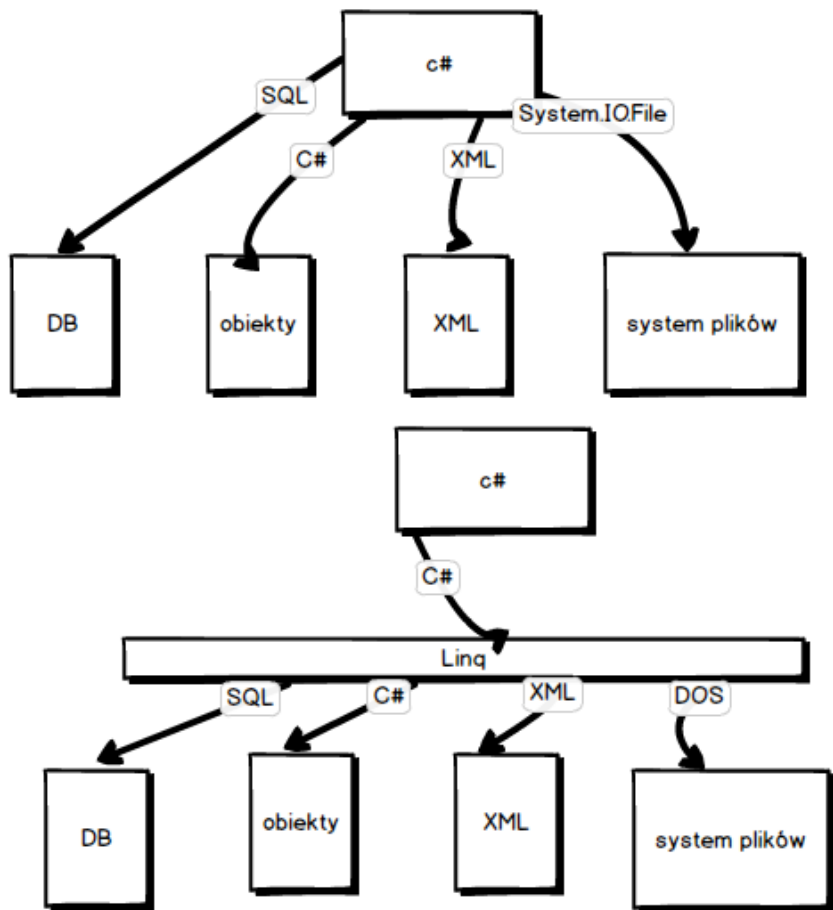 c#
SQL
System.IO.File
C#
XML
DB
obiekty
XML
system plików
c#
C#
Linq
SQL
C#
XML
DOS
DB
obiekty
XML
system plików